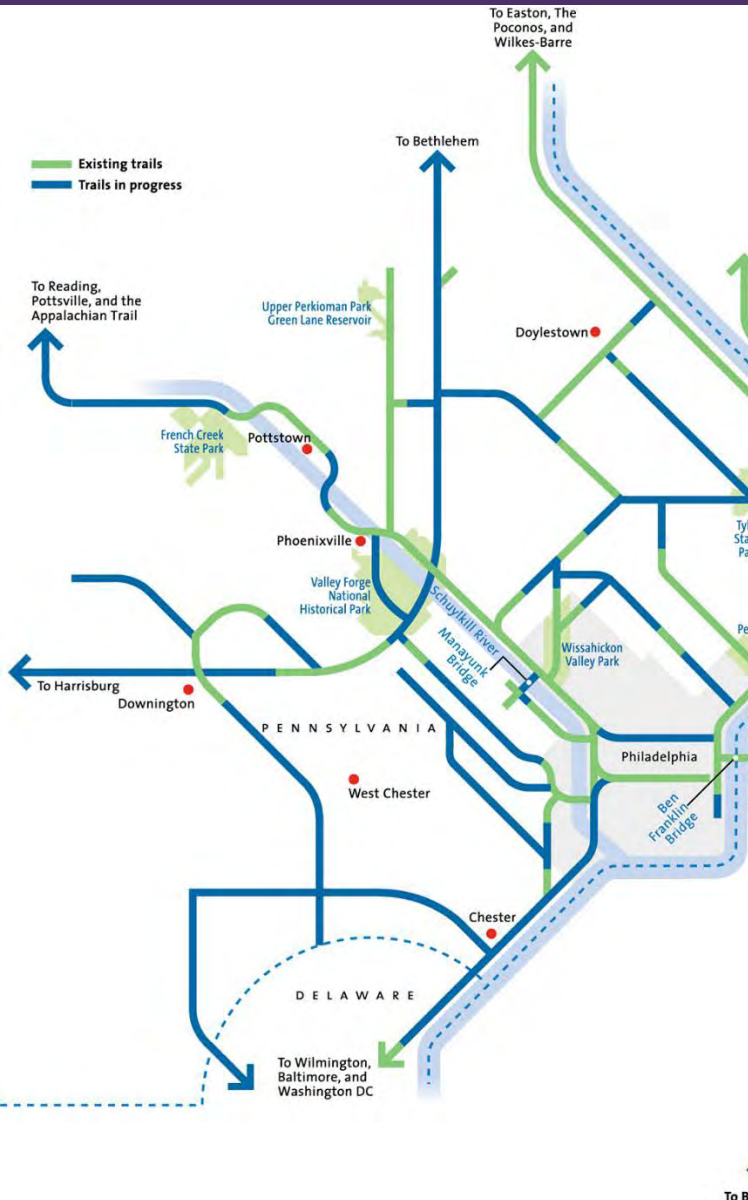 To Easton, The
Poconos, and
Wilkes-Barre
To Bethlehem
Existing trails
Trails in progress
To Reading,
Pottsville, and the
Appalachian Trail
Upper Perkioman Park
Green Lane Reservoir
Doylestown
French Creek
State Park
Pottstown
Phoenixville
Valley Forge
National
Historical Park
Schuylkill River
Manayunk
Bridge
Wissahickon
Valley Park
To Harrisburg
Downington
PENNSYLVANIA
Philadelphia
West Chester
Ben
Franklin
Bridge
Chester
DELAWARE
To Wilmington,
Baltimore, and
Washington DC